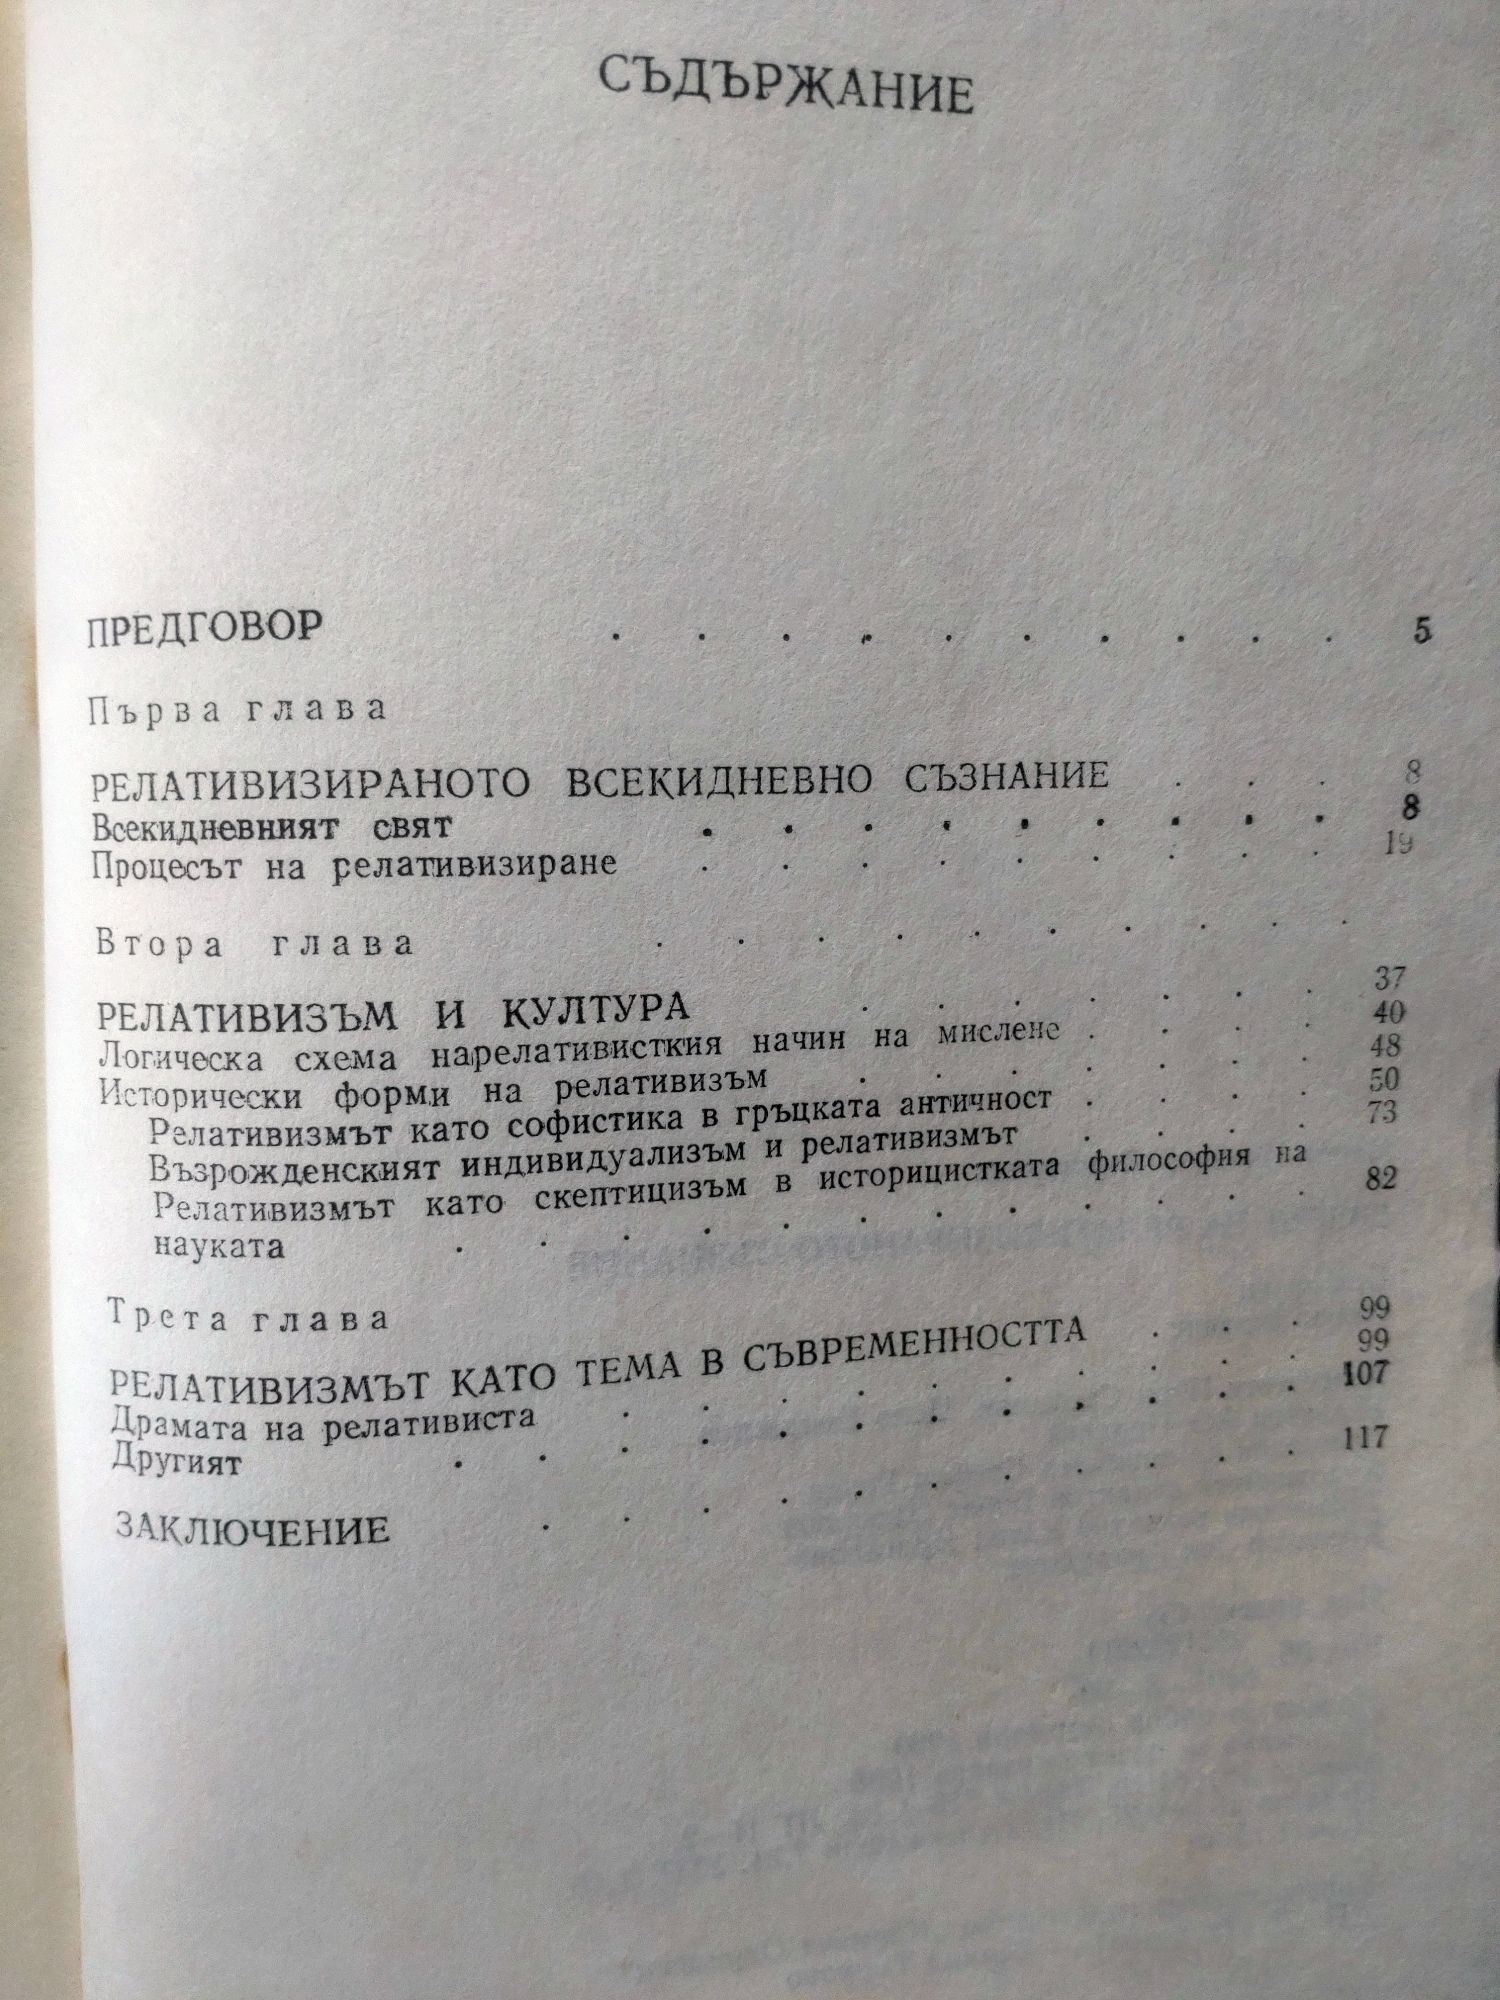 СЪДЪРЖАНИЕ
ПРЕДГОВОР . . . . . . . . . . 5
Първа глава
РЕЛАТИВИЗИРАНОТО ВСЕКИДНЕВНО СЪЗНАНИЕ . . . 8
Всекидневният свят . . . . . . . . . 8
Процесът на релативизиране . . . . . . . . . 19
Втора глава . . . . . . . . . .
РЕЛАТИВИЗЪМ И КУЛТУРА . . . . . . . 37
Логическа схема нарелативисткия начин на мислене . . . . 40
Исторически форми на релативизъм . . . . . . . 48
Релативизмът като софистика в гръцката античност . . . . 50
Възрожденският индивидуализъм и релативизмът . . . . 73
Релативизмът като скептицизъм в историцистката философия на
науката . . . . . . . . . . . . 82
Трета глава
РЕЛАТИВИЗМЪТ КАТО ТЕМА В СЪВРЕМЕННОСТТА . . . 99
Драмата на релативиста . . . . . . . . . . 99
Другият . . . . . . . . . . . . 107
ЗАКЛЮЧЕНИЕ . . . . . . . . . . . 117